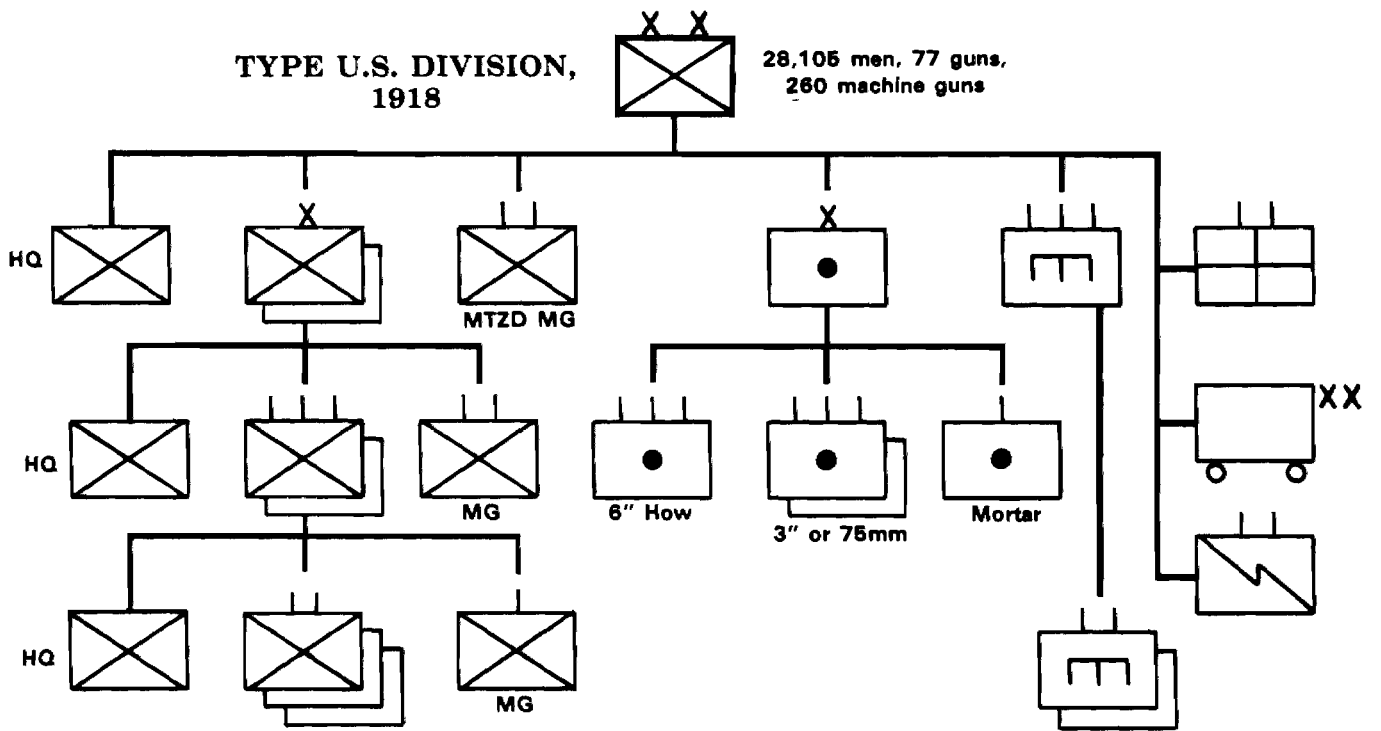 TYPE U.S. DIVISION,
1918
X X
28,105 men, 77 guns,
260 machine guns
HQ
X
MTZD MG
X
XX
HQ
MG
6" How
3" or 75mm
Mortar
HQ
MG